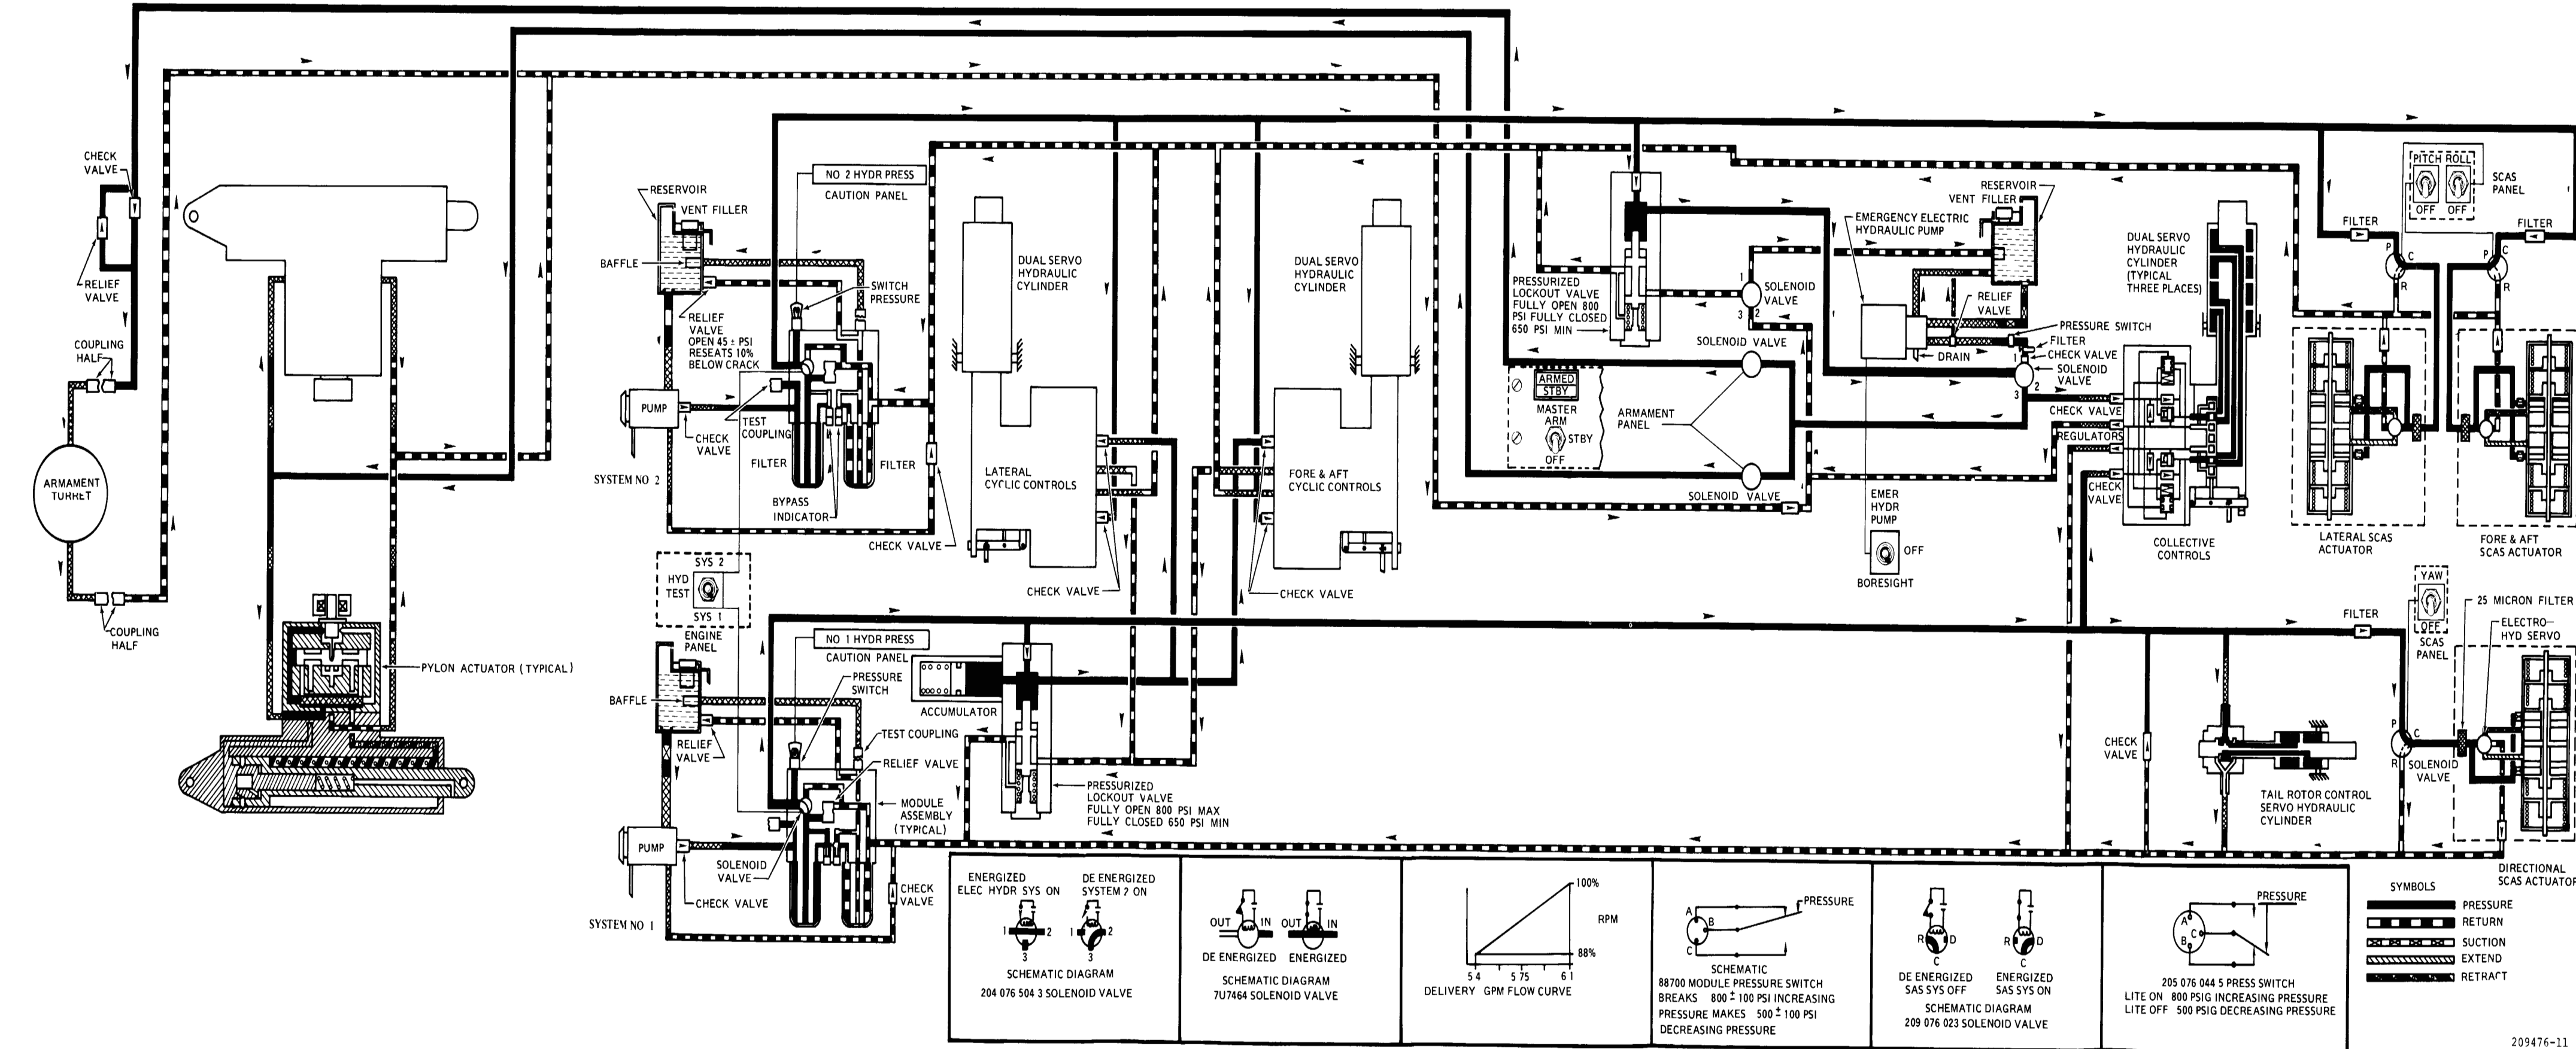 CHECK
VALVE
RELIEF
VALVE
COUPLING
HALF
ARMAMENT
TURRET
COUPLING
HALF
PYLON ACTUATOR (TYPICAL)
RESERVOIR
VENT FILLER
BAFFLE
NO 2 HYDR PRESS
CAUTION PANEL
SWITCH
PRESSURE
RELIEF
VALVE
OPEN 45 ± PSI
RESEATS 10%
BELOW CRACK
PUMP
TEST
COUPLING
CHECK
VALVE
FILTER
FILTER
SYSTEM NO 2
BYPASS
INDICATOR
CHECK VALVE
DUAL SERVO
HYDRAULIC
CYLINDER
LATERAL
CYCLIC CONTROLS
CHECK VALVE
DUAL SERVO
HYDRAULIC
CYLINDER
FORE & AFT
CYCLIC CONTROLS
CHECK VALVE
SYS 2
HYD
TEST
SYS 1
ENGINE
PANEL
NO 1 HYDR PRESS
CAUTION PANEL
PRESSURE
SWITCH
BAFFLE
RELIEF
VALVE
TEST COUPLING
RELIEF VALVE
MODULE
ASSEMBLY
(TYPICAL)
PUMP
SOLENOID
VALVE
CHECK VALVE
CHECK
VALVE
SYSTEM NO 1
ACCUMULATOR
PRESSURIZED
LOCKOUT VALVE
FULLY OPEN 800 PSI MAX
FULLY CLOSED 650 PSI MIN
PRESSURIZED
LOCKOUT VALVE
FULLY OPEN 800
PSI FULLY CLOSED
650 PSI MIN
1
SOLENOID
VALVE
3
2
SOLENOID VALVE
ARMED
STBY
MASTER
ARM
STBY
OFF
ARMAMENT
PANEL
SOLENOID VALVE
RESERVOIR
VENT FILLER
EMERGENCY ELECTRIC
HYDRAULIC PUMP
RELIEF
VALVE
DRAIN
PRESSURE SWITCH
FILTER
1
CHECK VALVE
SOLENOID
VALVE
2
3
CHECK VALVE
REGULATORS
CHECK
VALVE
EMER
HYDR
PUMP
OFF
BORESIGHT
DUAL SERVO
HYDRAULIC
CYLINDER
(TYPICAL
THREE PLACES)
COLLECTIVE
CONTROLS
PITCH ROLL
OFF OFF
SCAS
PANEL
FILTER
FILTER
P
C
R
P
C
R
LATERAL SCAS
ACTUATOR
FORE & AFT
SCAS ACTUATOR
YAW
OFF
SCAS
PANEL
FILTER
25 MICRON FILTER
ELECTRO—
HYD SERVO
P
C
R
SOLENOID
VALVE
CHECK
VALVE
TAIL ROTOR CONTROL
SERVO HYDRAULIC
CYLINDER
DIRECTIONAL
SCAS ACTUATOR
ENERGIZED
ELEC HYDR SYS ON
DE ENERGIZED
SYSTEM 2 ON
1 2
3
1 2
3
SCHEMATIC DIAGRAM
204 076 504 3 SOLENOID VALVE
OUT IN
OUT IN
DE ENERGIZED ENERGIZED
SCHEMATIC DIAGRAM
7U7464 SOLENOID VALVE
100%
RPM
88%
5 4 5 75 6 1
DELIVERY GPM FLOW CURVE
PRESSURE
A
B
C
SCHEMATIC
88700 MODULE PRESSURE SWITCH
BREAKS 800 ± 100 PSI INCREASING
PRESSURE MAKES 500 ± 100 PSI
DECREASING PRESSURE
R D
C
R D
C
DE ENERGIZED
SAS SYS OFF
ENERGIZED
SAS SYS ON
SCHEMATIC DIAGRAM
209 076 023 SOLENOID VALVE
PRESSURE
A
C
B
205 076 044 5 PRESS SWITCH
LITE ON 800 PSIG INCREASING PRESSURE
LITE OFF 500 PSIG DECREASING PRESSURE
SYMBOLS
PRESSURE
RETURN
SUCTION
EXTEND
RETRACT
209476-11